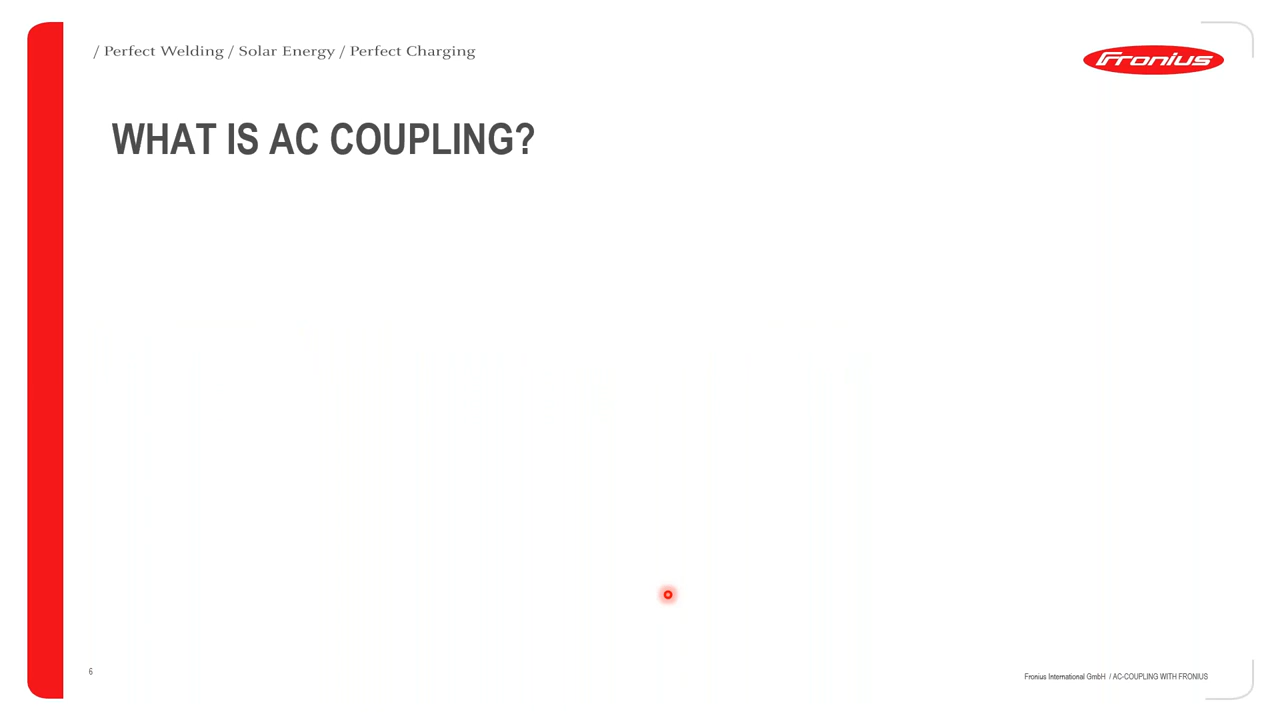 / Perfect Welding / Solar Energy / Perfect Charging
Fronius
WHAT IS AC COUPLING?
6
Fronius International GmbH / AC-COUPLING WITH FRONIUS